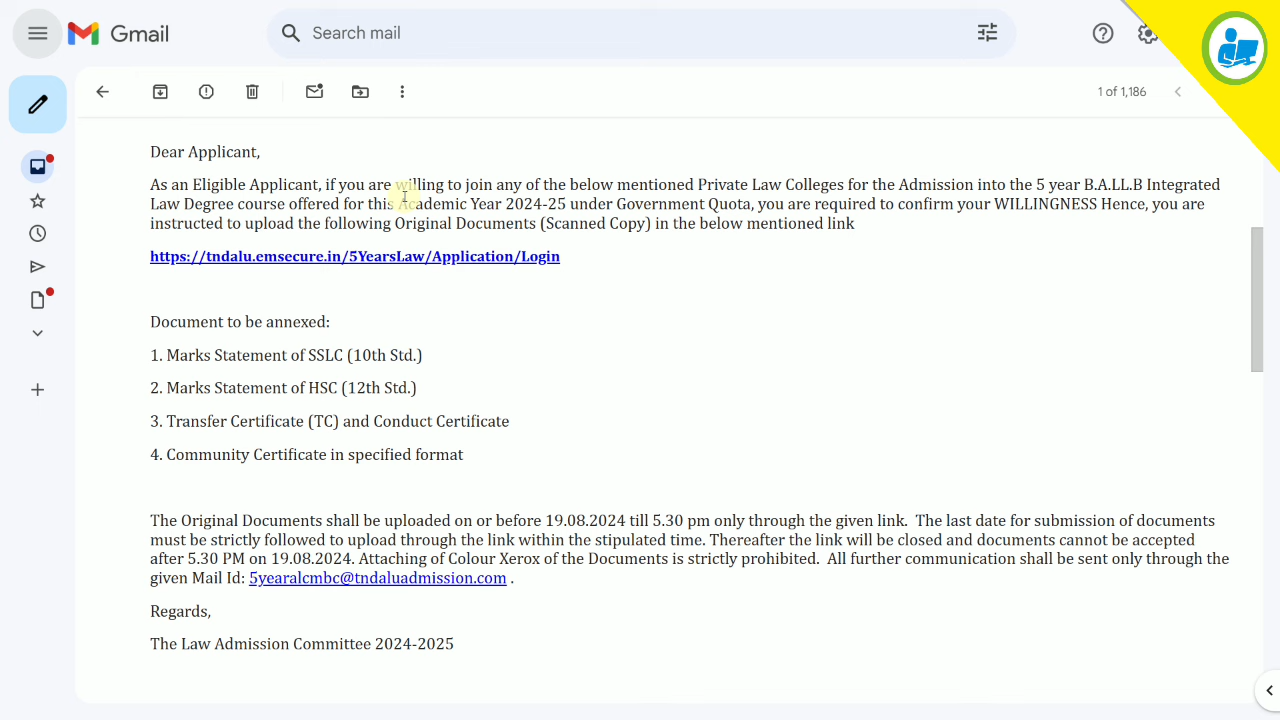 Gmail
Search mail
1 of 1,186
Dear Applicant,
As an Eligible Applicant, if you are willing to join any of the below mentioned Private Law Colleges for the Admission into the 5 year B.A.LL.B Integrated
Law Degree course offered for this Academic Year 2024-25 under Government Quota, you are required to confirm your WILLINGNESS Hence, you are
instructed to upload the following Original Documents (Scanned Copy) in the below mentioned link
https://tndalu.emsecure.in/5YearsLaw/Application/Login
Document to be annexed:
1. Marks Statement of SSLC (10th Std.)
2. Marks Statement of HSC (12th Std.)
3. Transfer Certificate (TC) and Conduct Certificate
4. Community Certificate in specified format
The Original Documents shall be uploaded on or before 19.08.2024 till 5.30 pm only through the given link.  The last date for submission of documents
must be strictly followed to upload through the link within the stipulated time. Thereafter the link will be closed and documents cannot be accepted
after 5.30 PM on 19.08.2024. Attaching of Colour Xerox of the Documents is strictly prohibited.  All further communication shall be sent only through the
given Mail Id: 5yearalcmbc@tndaluadmission.com .
Regards,
The Law Admission Committee 2024-2025